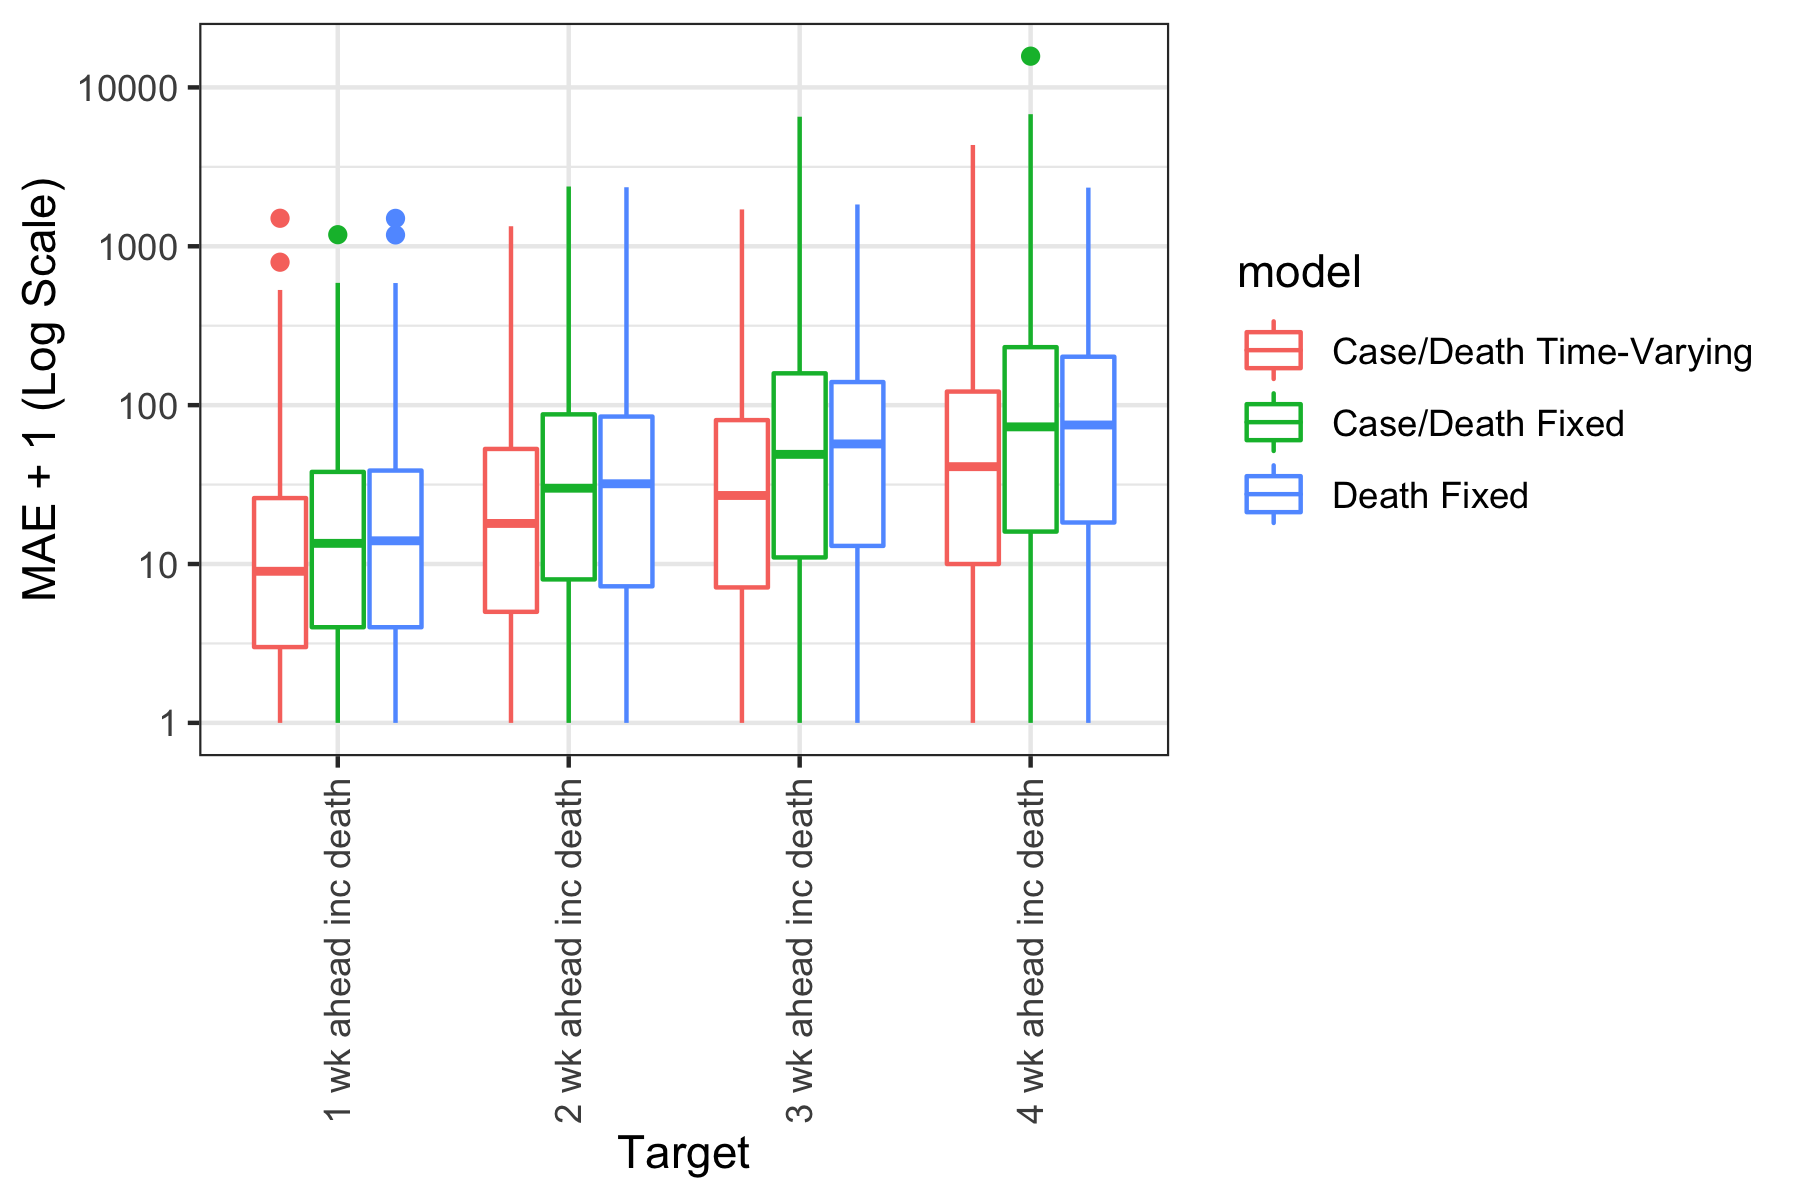 MAE + 1 (Log Scale)
10000
1000
100
10
1
1 wk ahead inc death
2 wk ahead inc death
3 wk ahead inc death
4 wk ahead inc death
Target
model
Case/Death Time-Varying
Case/Death Fixed
Death Fixed